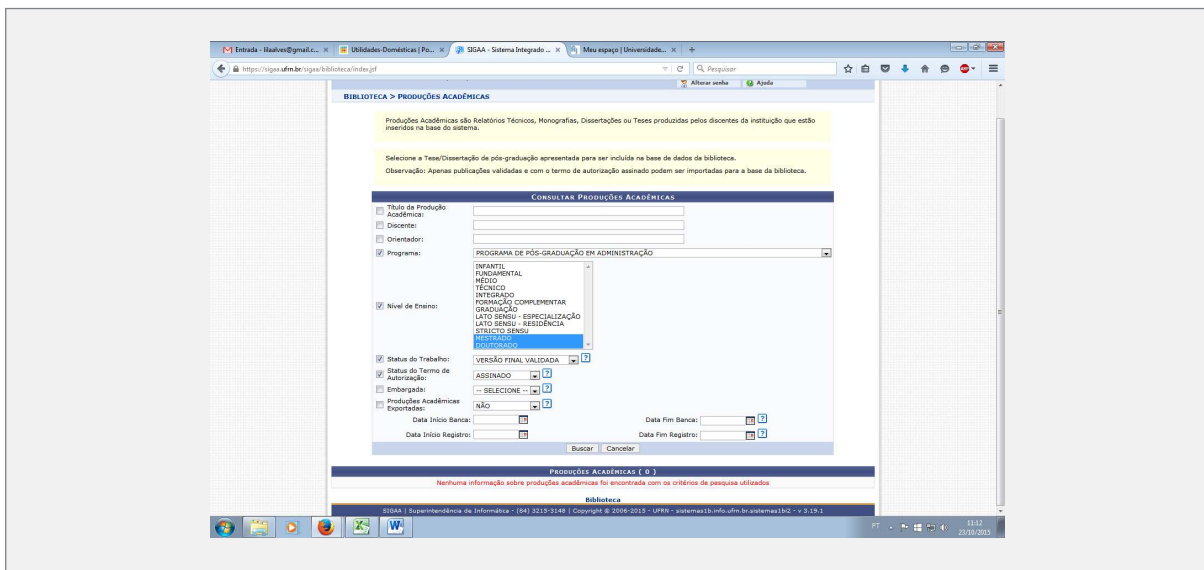 Entrada - lilaalves@gmail.c... × Utilidades-Domésticas | Po... × SIGAA - Sistema Integrado ... × Meu espaço | Universidade... × +
https://sigaa.ufrn.br/sigaa/biblioteca/index.jsf Pesquisar
Alterar senha Ajuda
BIBLIOTECA > PRODUÇÕES ACADÊMICAS
Produções Acadêmicas são Relatórios Técnicos, Monografias, Dissertações ou Teses produzidas pelos discentes da instituição que estão
inseridos na base do sistema.
Selecione a Tese/Dissertação de pós-graduação apresentada para ser incluída na base de dados da biblioteca.
Observação: Apenas publicações validadas e com o termo de autorização assinado podem ser importadas para a base da biblioteca.
CONSULTAR PRODUÇÕES ACADÊMICAS
Título da Produção
Acadêmica:
Discente:
Orientador:
Programa: PROGRAMA DE PÓS-GRADUAÇÃO EM ADMINISTRAÇÃO
INFANTIL
FUNDAMENTAL
MÉDIO
TÉCNICO
INTEGRADO
FORMAÇÃO COMPLEMENTAR
Nível de Ensino: GRADUAÇÃO
LATO SENSU - ESPECIALIZAÇÃO
LATO SENSU - RESIDÊNCIA
STRICTO SENSU
MESTRADO
DOUTORADO
Status do Trabalho: VERSÃO FINAL VALIDADA ?
Status do Termo de
Autorização: ASSINADO ?
Embargada: -- SELECIONE -- ?
Produções Acadêmicas
Exportadas: NÃO ?
Data Início Banca: Data Fim Banca: ?
Data Início Registro: Data Fim Registro: ?
Buscar Cancelar
PRODUÇÕES ACADÊMICAS ( 0 )
Nenhuma informação sobre produções acadêmicas foi encontrada com os critérios de pesquisa utilizados
Biblioteca
SIGAA | Superintendência de Informática - (84) 3215-3148 | Copyright © 2006-2015 - UFRN - sistemas1b.info.ufrn.br.sistemas1bi2 - v 3.19.1
PT 11:12
23/10/2015